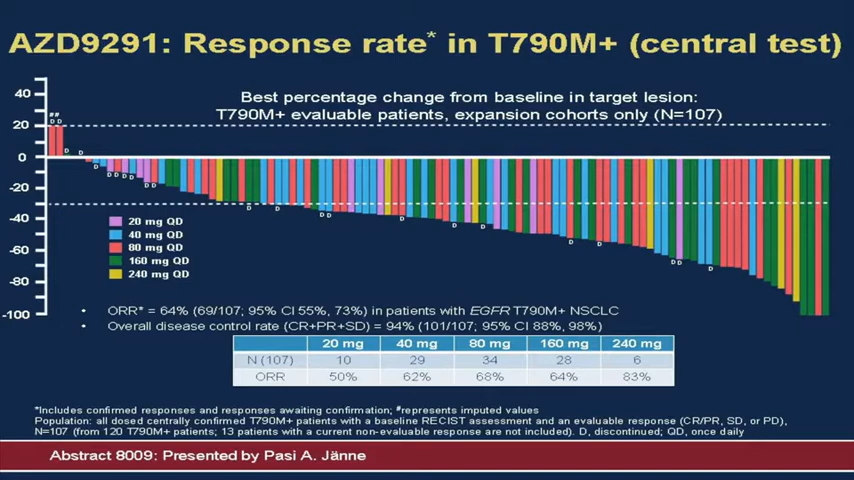 AZD9291: Response rate* in T790M+ (central test)
Best percentage change from baseline in target lesion:
T790M+ evaluable patients, expansion cohorts only (N=107)
40
20
0
-20
-40
-60
-80
-100
##
D D
D
D
D
D D D D
D D
D
D D
D
D
D
D
D
D D
D
20 mg QD
40 mg QD
80 mg QD
160 mg QD
240 mg QD
• ORR* = 64% (69/107; 95% CI 55%, 73%) in patients with EGFR T790M+ NSCLC
• Overall disease control rate (CR+PR+SD) = 94% (101/107; 95% CI 88%, 98%)
20 mg 40 mg 80 mg 160 mg 240 mg
N (107) 10 29 34 28 6
ORR 50% 62% 68% 64% 83%
*Includes confirmed responses and responses awaiting confirmation; #represents imputed values
Population: all dosed centrally confirmed T790M+ patients with a baseline RECIST assessment and an evaluable response (CR/PR, SD, or PD),
N=107 (from 120 T790M+ patients; 13 patients with a current non-evaluable response are not included). D, discontinued; QD, once daily
Abstract 8009: Presented by Pasi A. Jänne